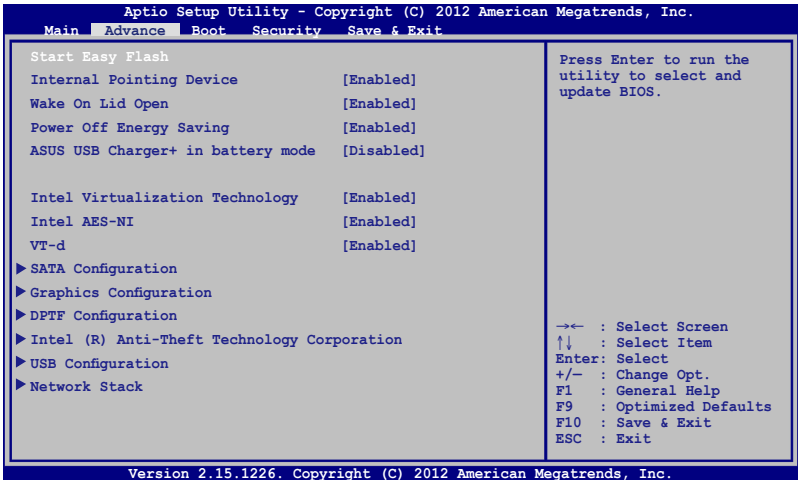 Aptio Setup Utility - Copyright (C) 2012 American Megatrends, Inc.
Main Advance Boot Security Save & Exit
Start Easy Flash
Internal Pointing Device [Enabled]
Wake On Lid Open [Enabled]
Power Off Energy Saving [Enabled]
ASUS USB Charger+ in battery mode [Disabled]
Intel Virtualization Technology [Enabled]
Intel AES-NI [Enabled]
VT-d [Enabled]
SATA Configuration
Graphics Configuration
DPTF Configuration
Intel (R) Anti-Theft Technology Corporation
USB Configuration
Network Stack
Press Enter to run the
utility to select and
update BIOS.
→← : Select Screen
↑↓ : Select Item
Enter: Select
+/— : Change Opt.
F1 : General Help
F9 : Optimized Defaults
F10 : Save & Exit
ESC : Exit
Version 2.15.1226. Copyright (C) 2012 American Megatrends, Inc.